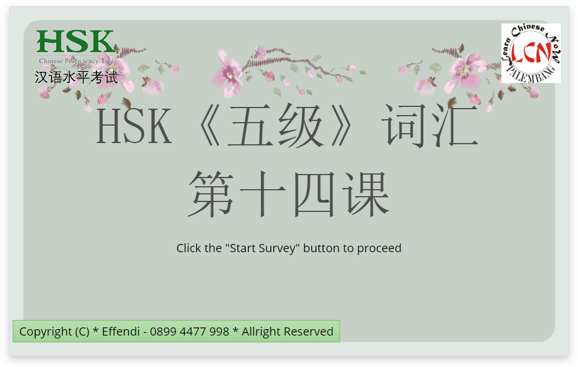 HSK
Chinese Proficiency Test
汉语水平考试
Learn Chinese Now
LCN
PALEMBANG
HSK《五级》词汇
第十四课
Click the "Start Survey" button to proceed
Copyright (C) * Effendi - 0899 4477 998 * Allright Reserved